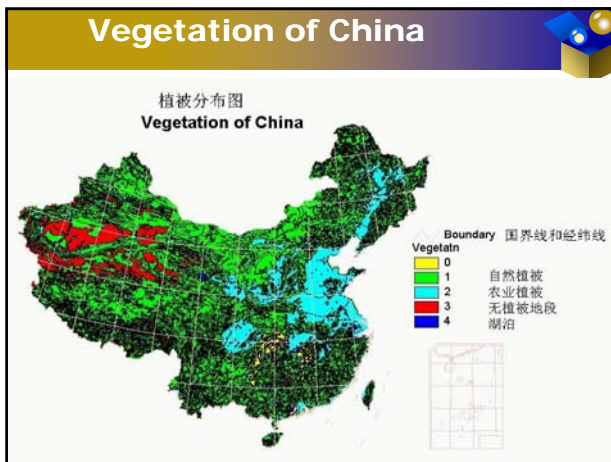 Vegetation of China
植被分布图
Vegetation of China
Boundary 国界线和经纬线
Vegetatn
0
1 自然植被
2 农业植被
3 无植被地段
4 湖泊